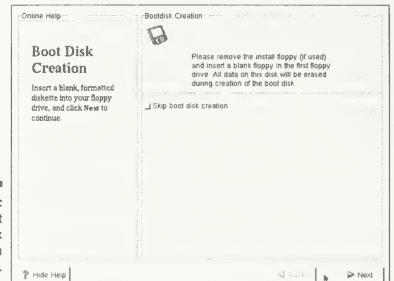 Online Help
Boot Disk
Creation
Insert a blank, formatted
diskette into your floppy
drive, and click Next to
continue.
Bootdisk Creation
Please remove the install floppy (if used)
and insert a blank floppy in the first floppy
drive. All data on this disk will be erased
during creation of the boot disk.
Skip boot disk creation
? Hide Help
Next